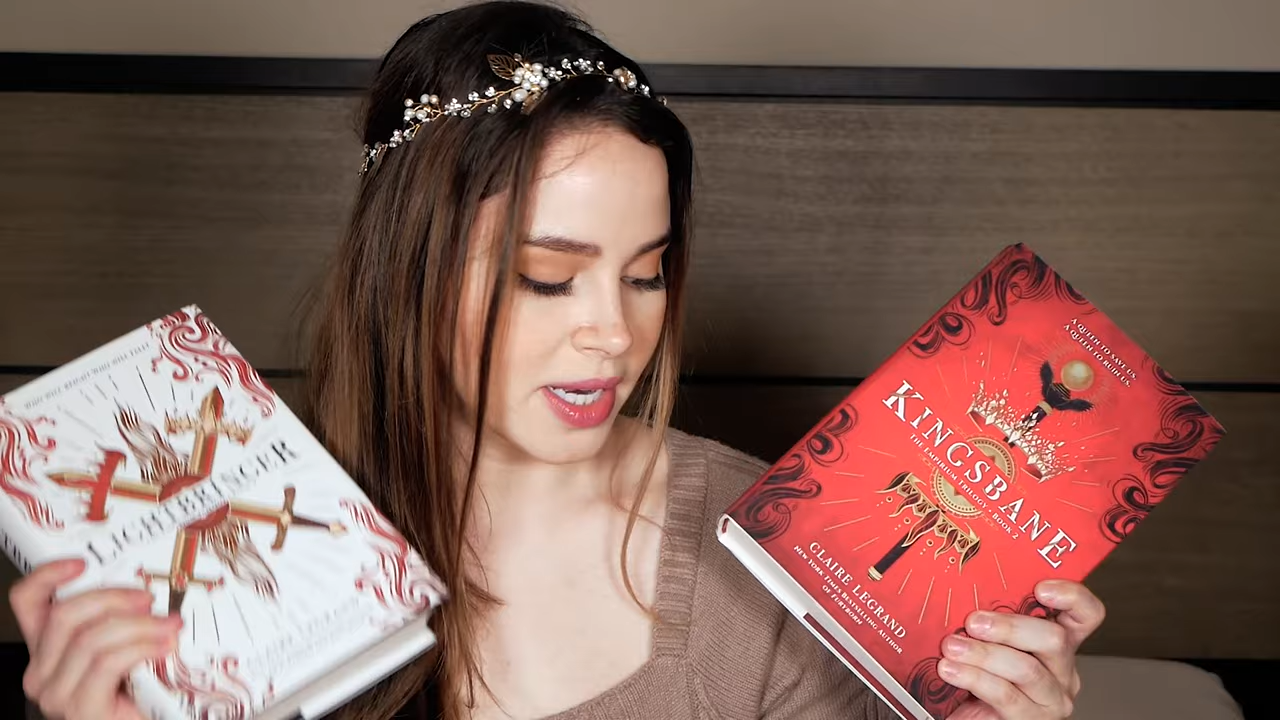 LIGHTBRINGER
A QUEEN TO SAVE US.
A QUEEN TO RUIN US.
KINGSBANE
THE EMPIRIUM TRILOGY • BOOK 2
CLAIRE LEGRAND
NEW YORK TIMES BESTSELLING AUTHOR
OF FURYBORN